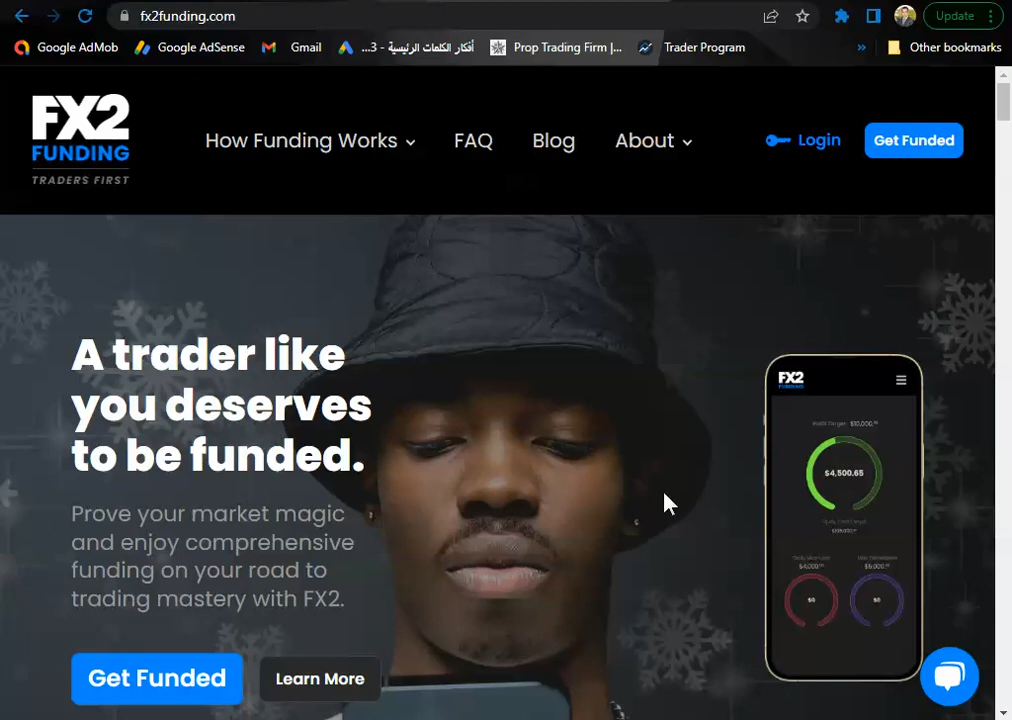 fx2funding.com
Update
Google AdMob
Google AdSense
Gmail
أفكار الكلمات الرئيسية - 3...
Prop Trading Firm |...
Trader Program
»
Other bookmarks
FX2
FUNDING
TRADERS FIRST
How Funding Works
FAQ
Blog
About
Login
Get Funded
A trader like
you deserves
to be funded.
Prove your market magic
and enjoy comprehensive
funding on your road to
trading mastery with FX2.
Get Funded
Learn More
FX2
FUNDING
$10,000.
$4,500.65
$0
$0